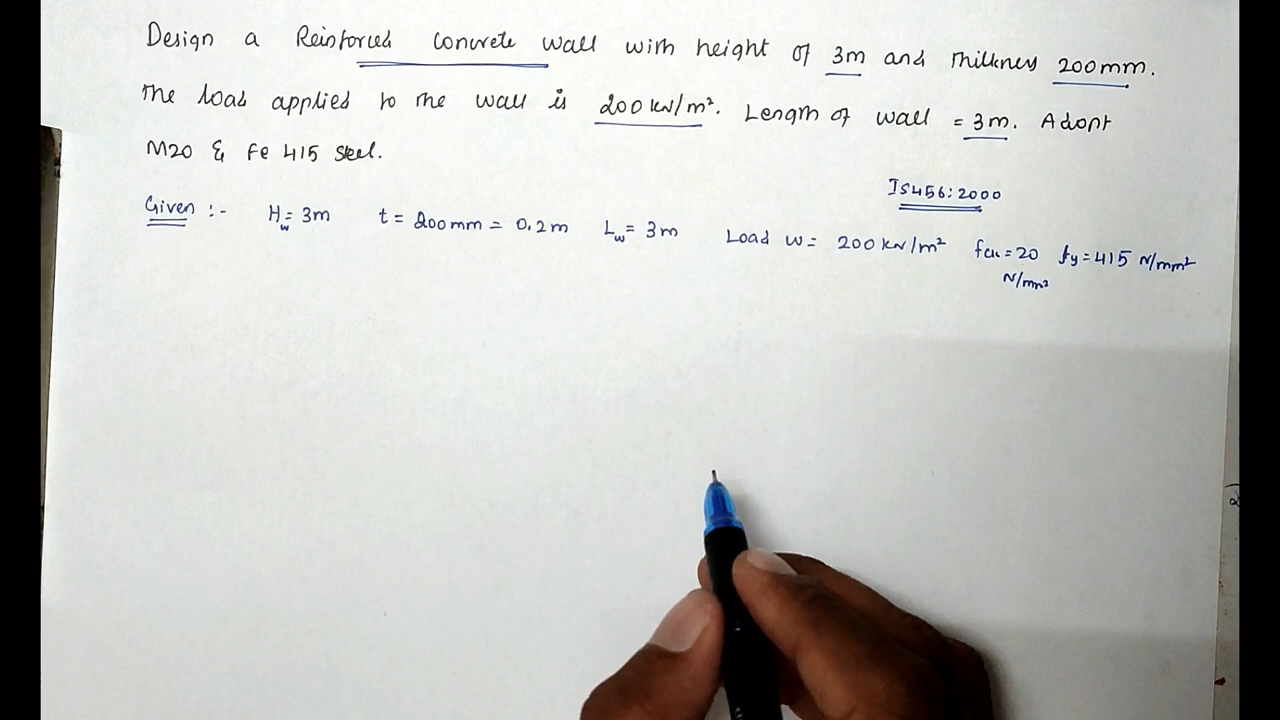 Design a Reinforced concrete wall with height of 3m and Thicknes 200mm.
The load applied to the wall is 200 kN/m². Length of wall = 3m. Adopt
M20 & Fe 415 Steel.
IS456:2000
Given :- Hw = 3m t = 200mm = 0.2m Lw = 3m Load w = 200 kN/m² fck = 20 fy = 415 N/mm²
N/mm²